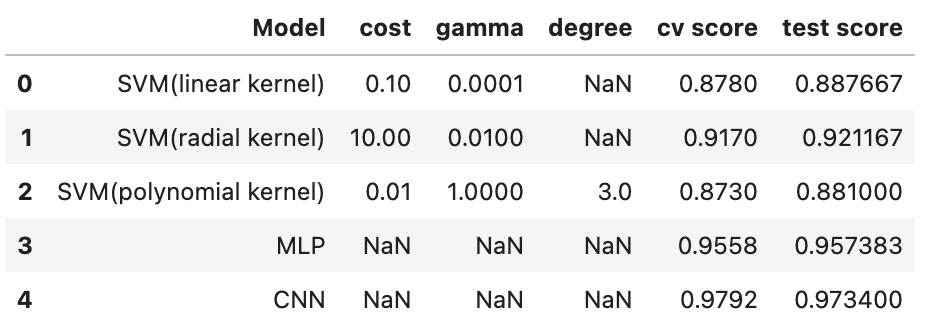 Model cost gamma degree cv score test score
0 SVM(linear kernel) 0.10 0.0001 NaN 0.8780 0.887667
1 SVM(radial kernel) 10.00 0.0100 NaN 0.9170 0.921167
2 SVM(polynomial kernel) 0.01 1.0000 3.0 0.8730 0.881000
3 MLP NaN NaN NaN 0.9558 0.957383
4 CNN NaN NaN NaN 0.9792 0.973400